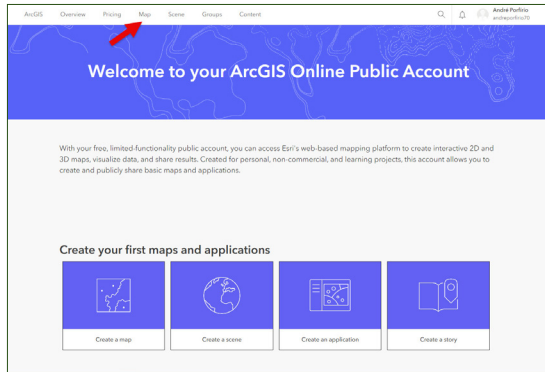 ArcGIS Overview Pricing Map Scene Groups Content André Porfírio
andreporfirio70
Welcome to your ArcGIS Online Public Account
With your free, limited-functionality public account, you can access Esri's web-based mapping platform to create interactive 2D and
3D maps, visualize data, and share results. Created for personal, non-commercial, and learning projects, this account allows you to
create and publicly share basic maps and applications.
Create your first maps and applications
Create a map Create a scene Create an application Create a story